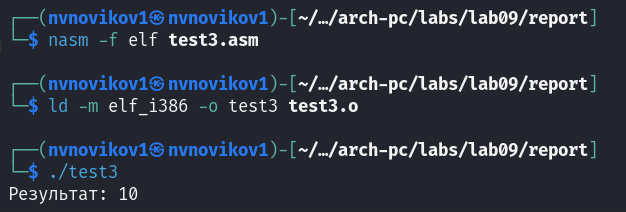 ┌──(nvnovikov1㉿nvnovikov1)-[~/…/arch-pc/labs/lab09/report]
└─$ nasm -f elf test3.asm
┌──(nvnovikov1㉿nvnovikov1)-[~/…/arch-pc/labs/lab09/report]
└─$ ld -m elf_i386 -o test3 test3.o
┌──(nvnovikov1㉿nvnovikov1)-[~/…/arch-pc/labs/lab09/report]
└─$ ./test3
Результат: 10